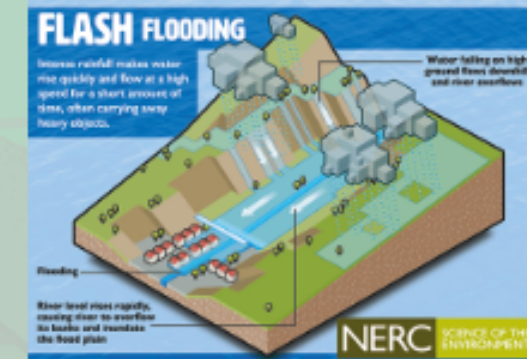 FLASH FLOODING
Intense rainfall makes water
rise quickly and flow at a high
speed for a short amount of
time, often carrying away
heavy objects.
Water falling on high
ground flows downhill
and river overflows
Flooding
River level rises rapidly,
causing river to overflow
its banks and inundate
the flood plain
NERC SCIENCE OF THE
ENVIRONMENT